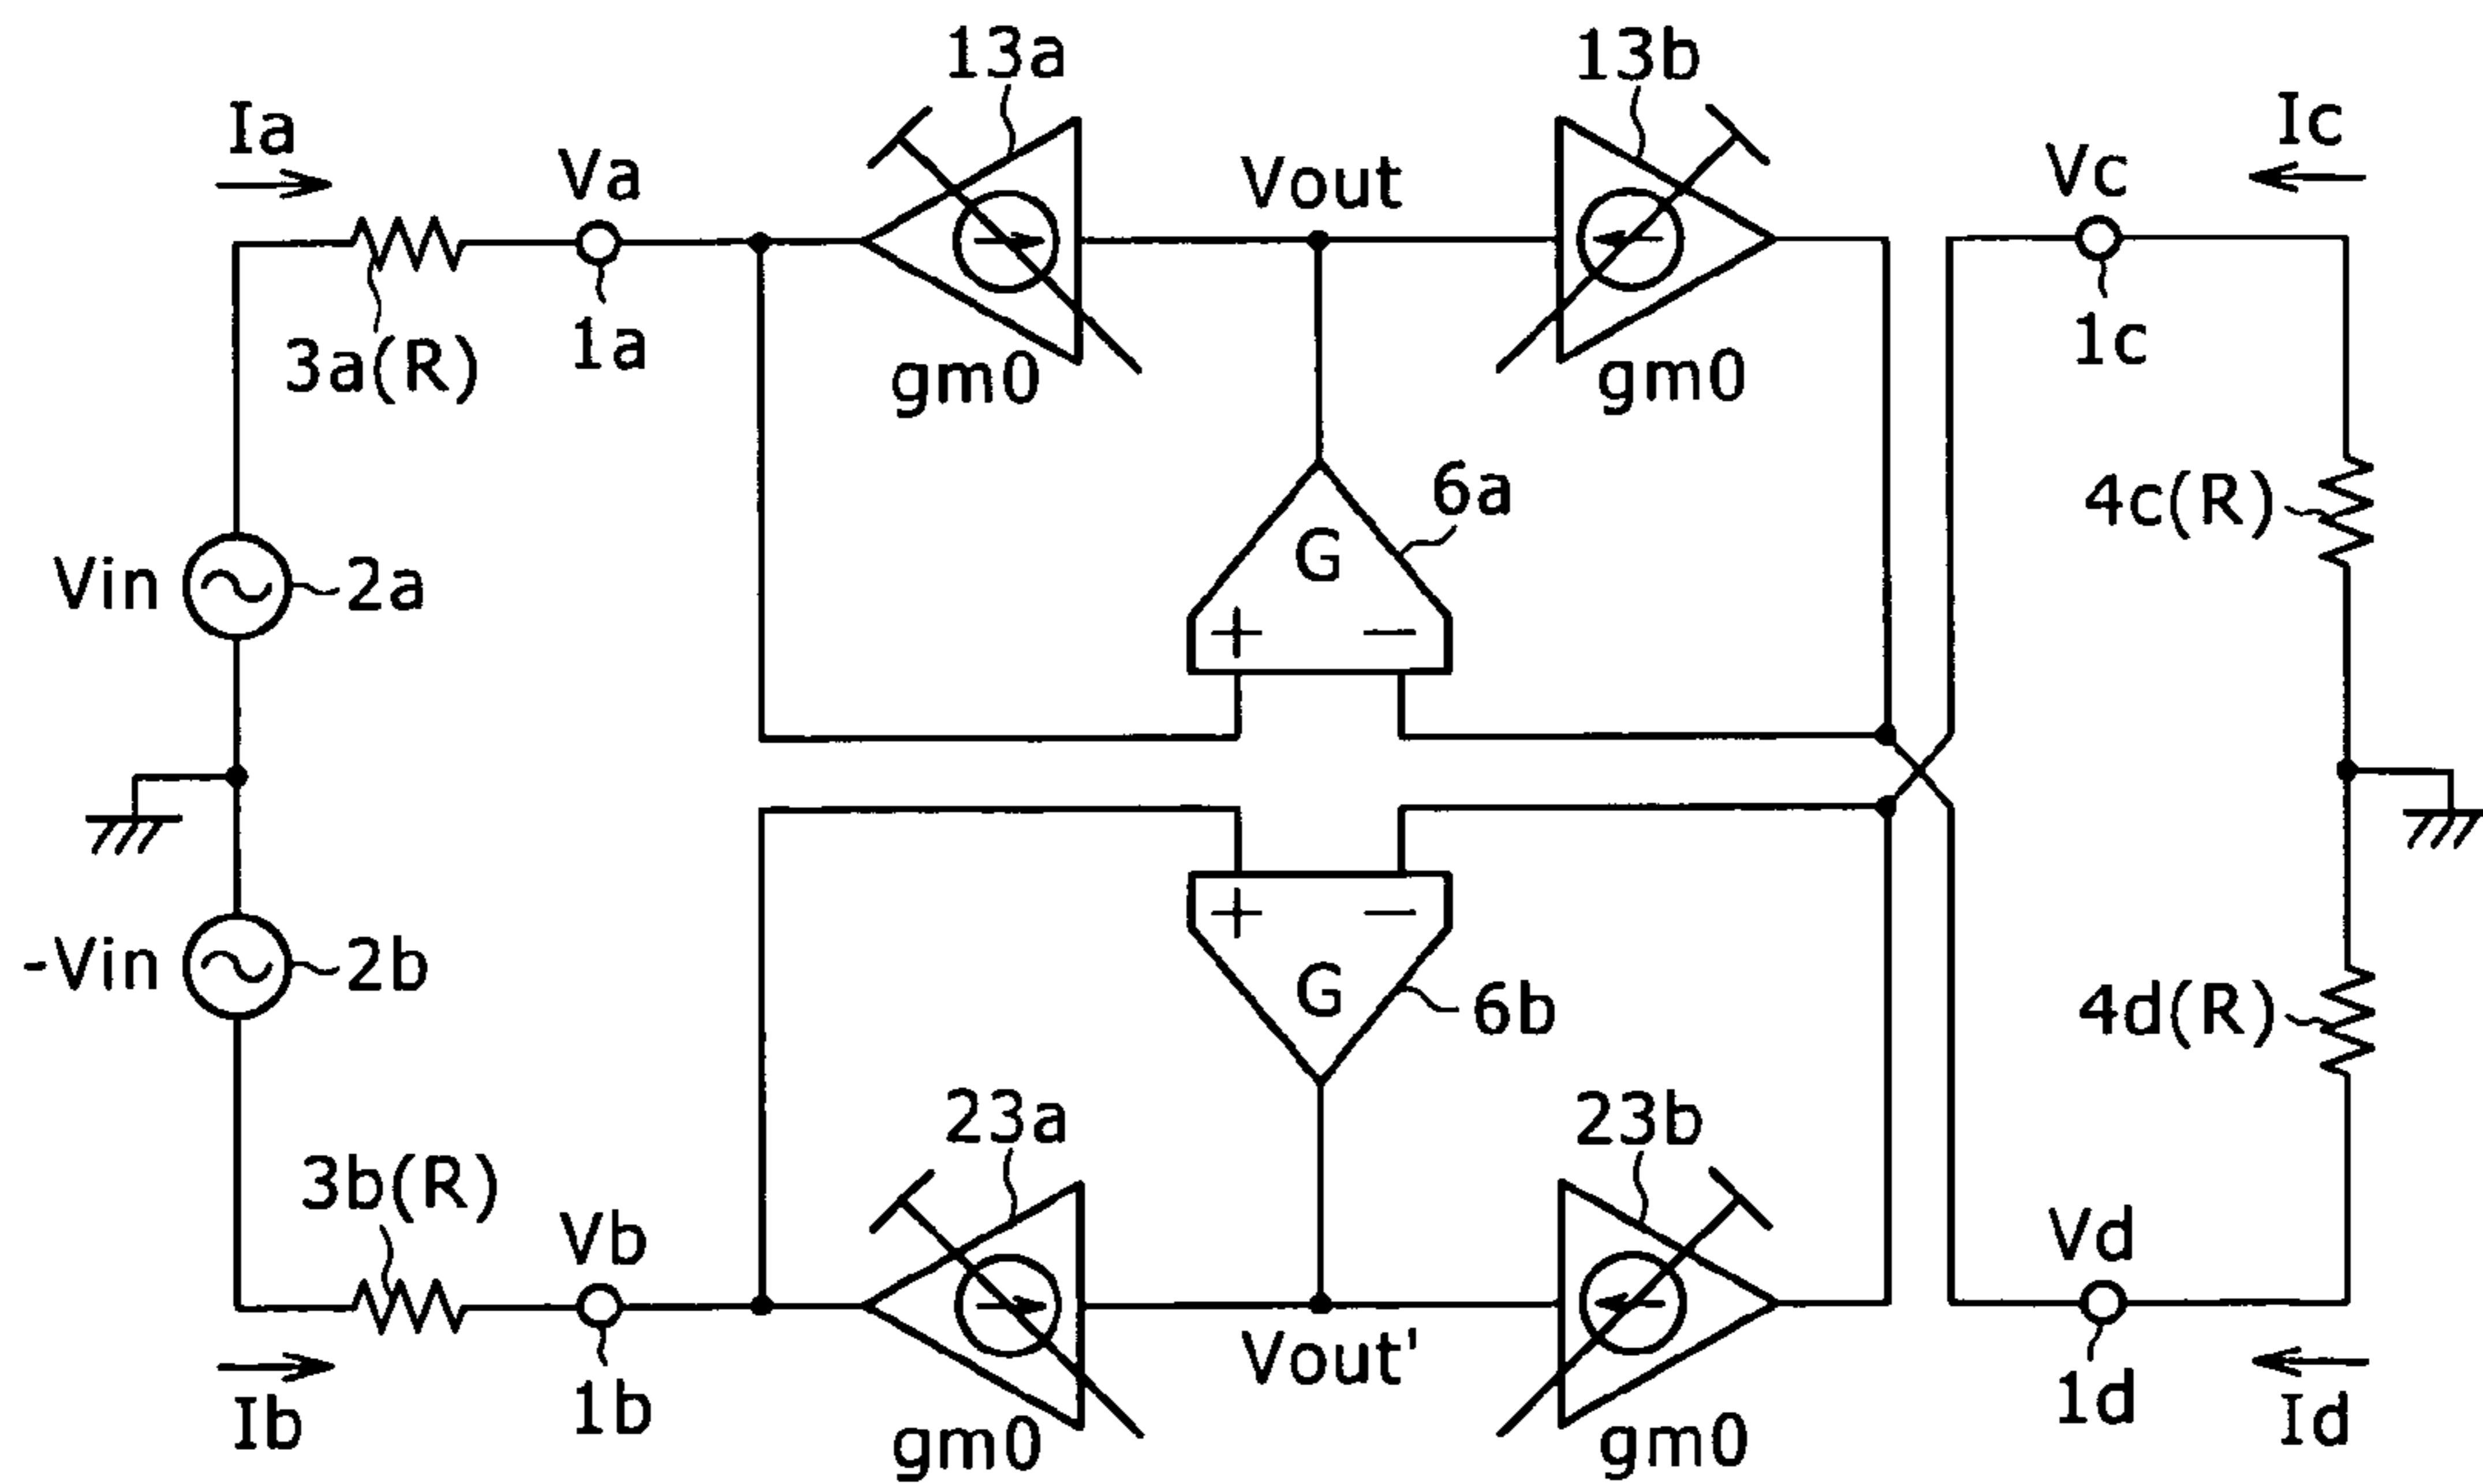 13a
13b
Ia
Va
Vout
Vc
Ic
3a(R)
1a
gm0
gm0
1c
6a
4c(R)
G
Vin
2a
+
−
+
−
-Vin
2b
G
6b
4d(R)
23a
23b
3b(R)
Vb
Vout'
Vd
Ib
1b
gm0
gm0
1d
Id